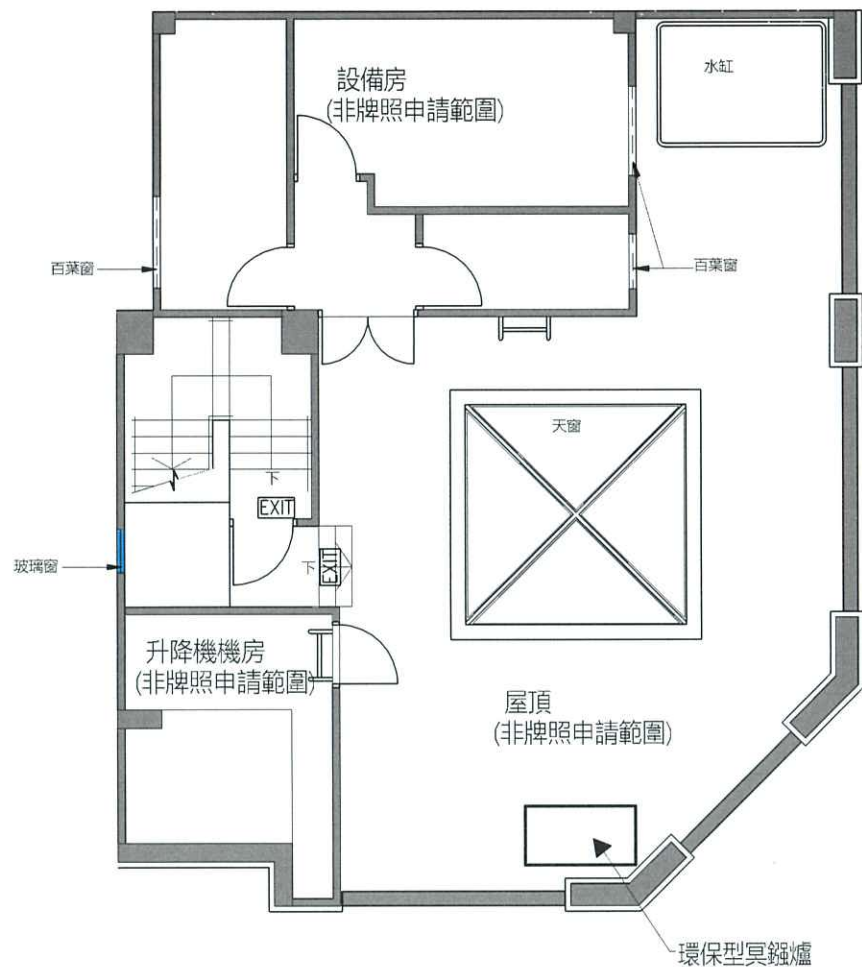 設備房
(非牌照申請範圍)
水缸
百葉窗
百葉窗
天窗
下
EXIT
玻璃窗
下
EXIT
升降機機房
(非牌照申請範圍)
屋頂
(非牌照申請範圍)
環保型冥鏹爐